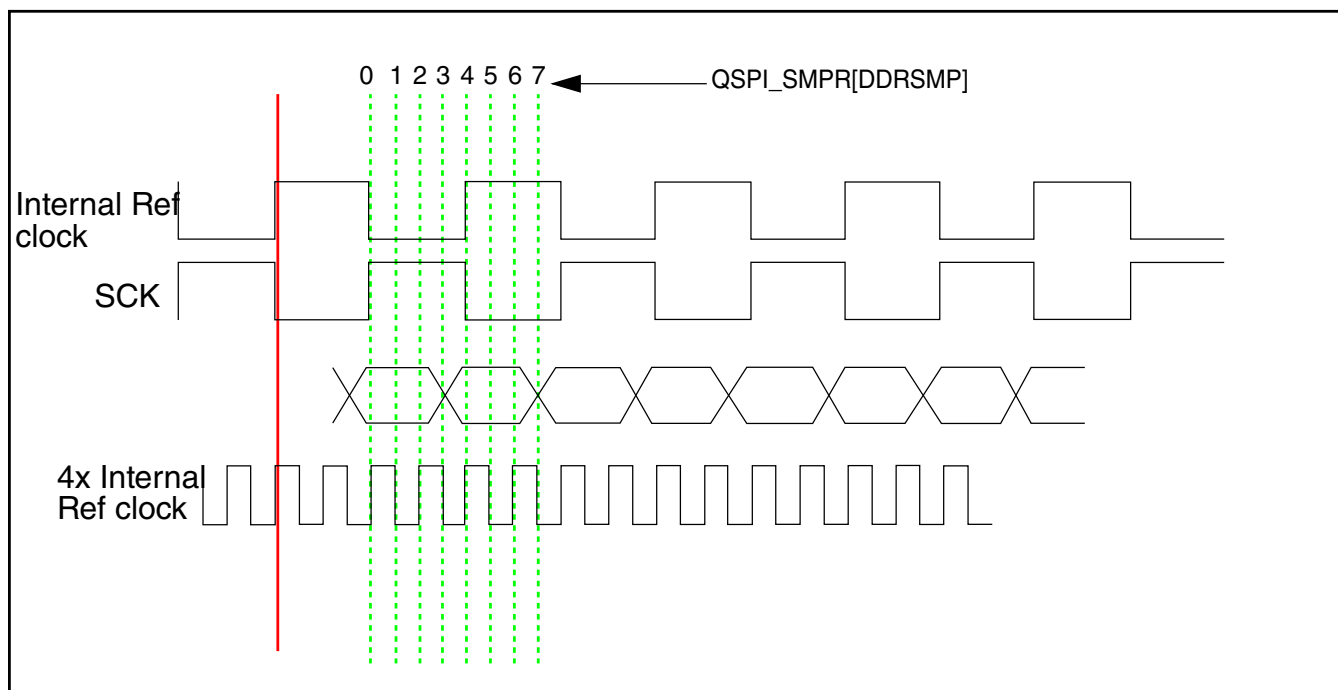 0 1 2 3 4 5 6 7 QSPI_SMPR[DDRSMP]
Internal Ref
clock
SCK
4x Internal
Ref clock